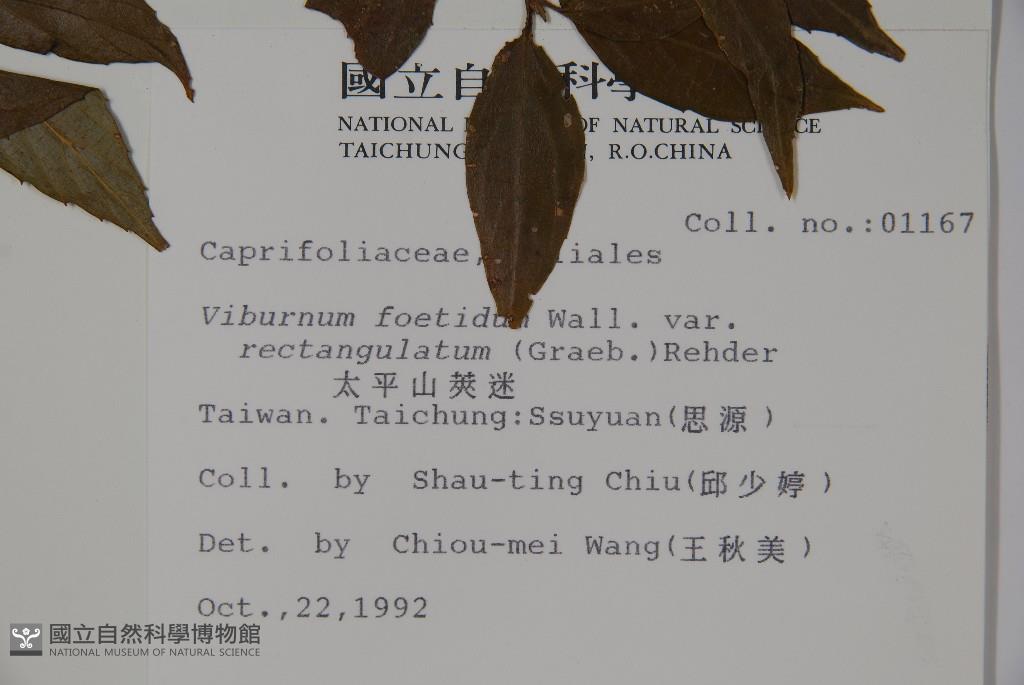 國立自 科學
NATIONAL OF NATURAL SCIENCE
TAICHUNG R.O.CHINA
Coll. no.:01167
Caprifoliaceae,
Viburnum foetidum Wall. var.
rectangulatum (Graeb.)Rehder
太平山莢迷
Taiwan. Taichung:Ssuyuan(思源)
Coll. by Shau-ting Chiu(邱少婷)
Det. by Chiou-mei Wang(王秋美)
Oct.,22,1992
國立自然科學博物館
NATIONAL MUSEUM OF NATURAL SCIENCE